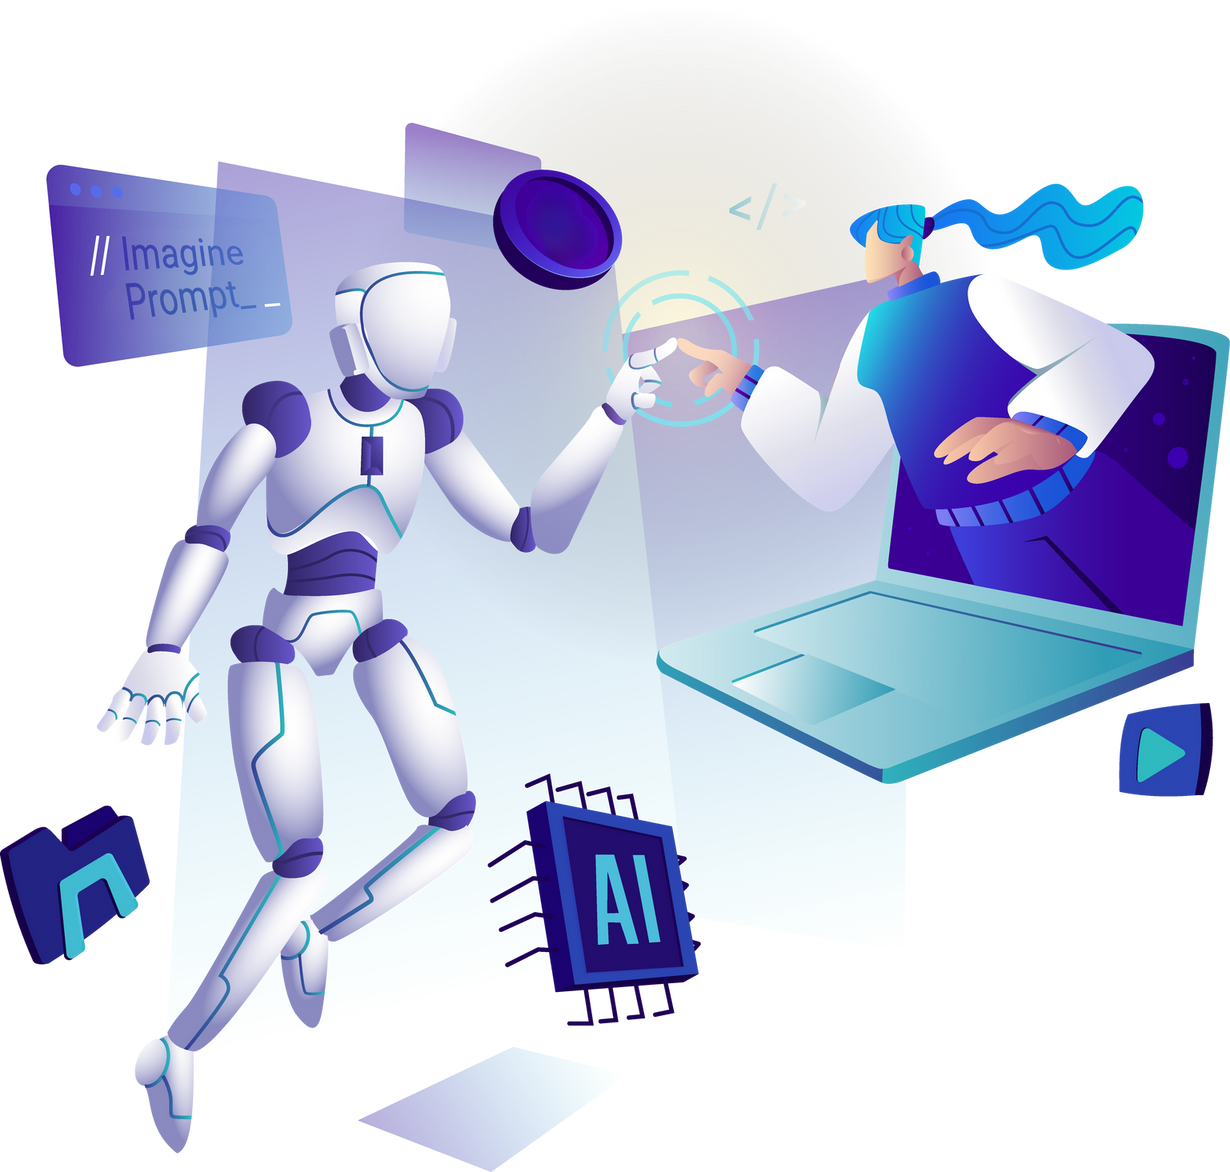 // Imagine
Prompt_ _
</>
AI